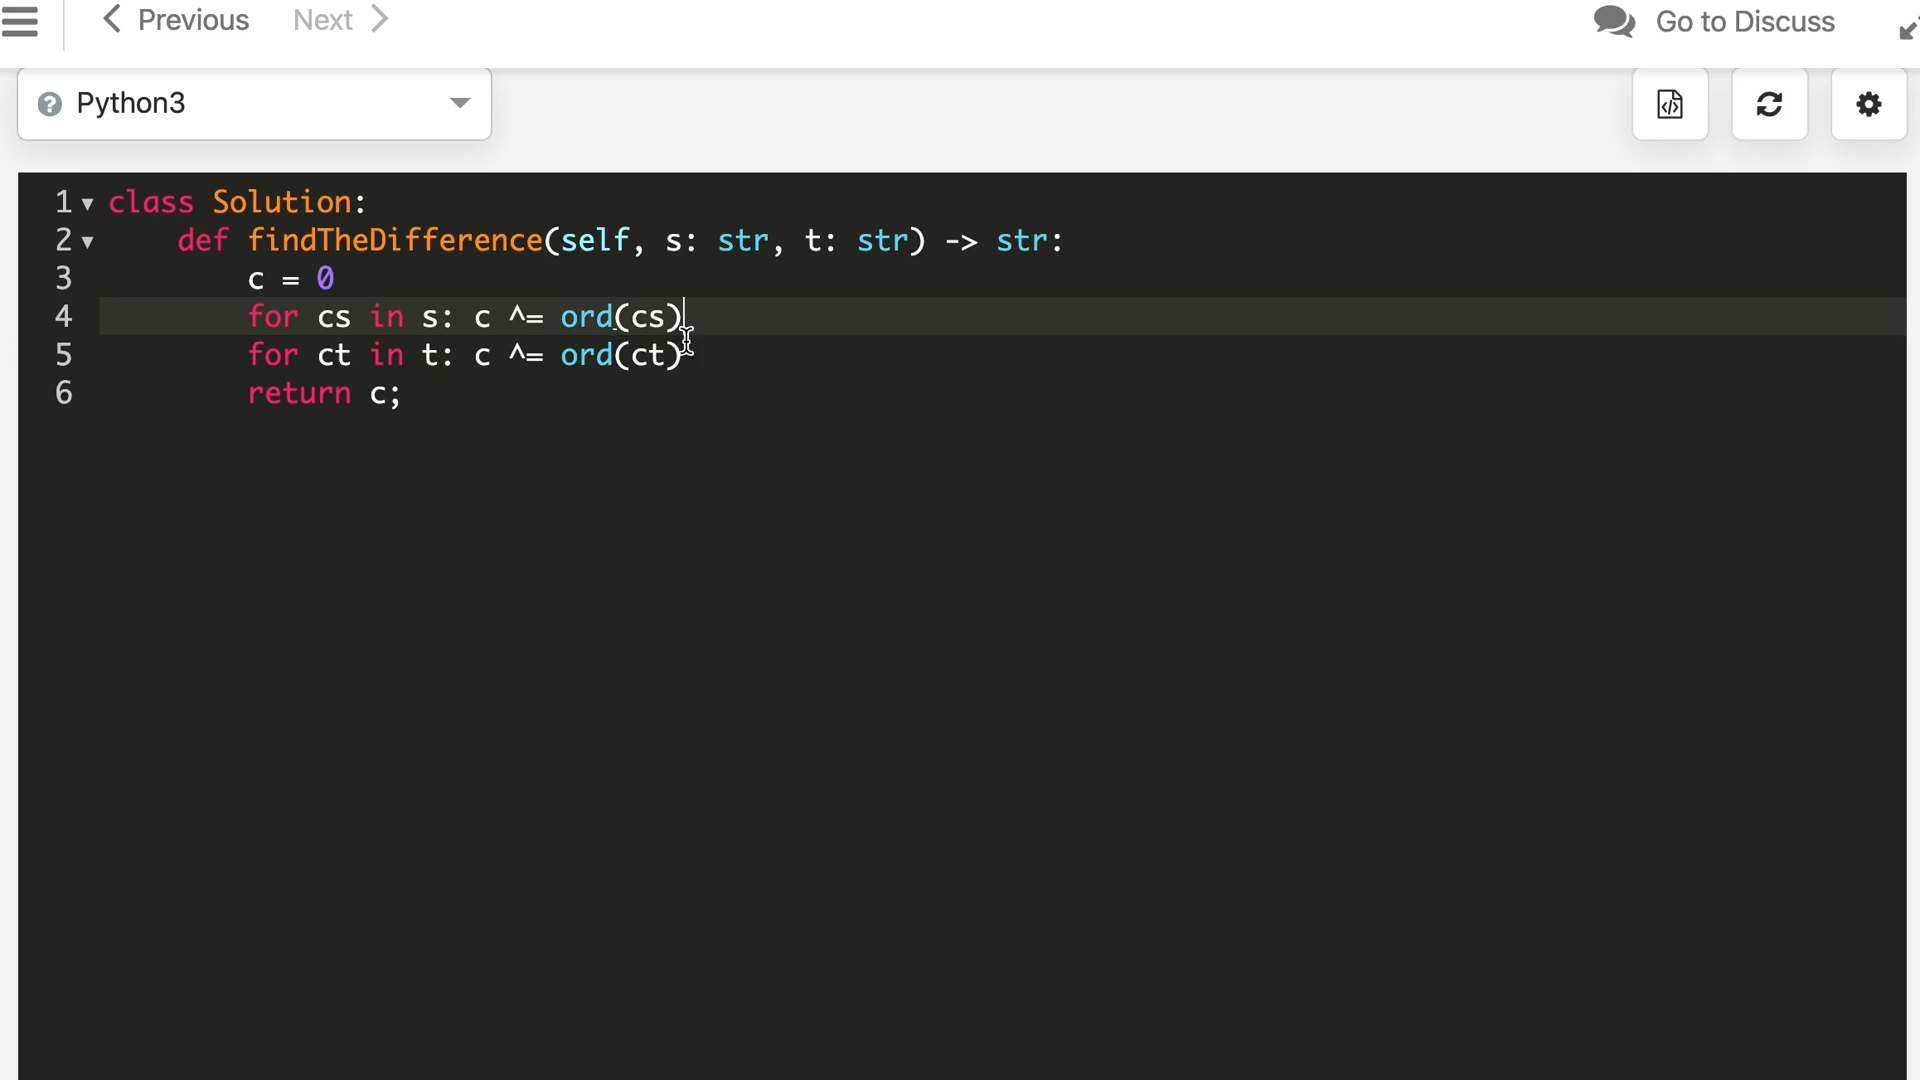 Previous Next Go to Discuss
Python3
1 class Solution:
2 def findTheDifference(self, s: str, t: str) -> str:
3 c = 0
4 for cs in s: c ^= ord(cs)
5 for ct in t: c ^= ord(ct)
6 return c;